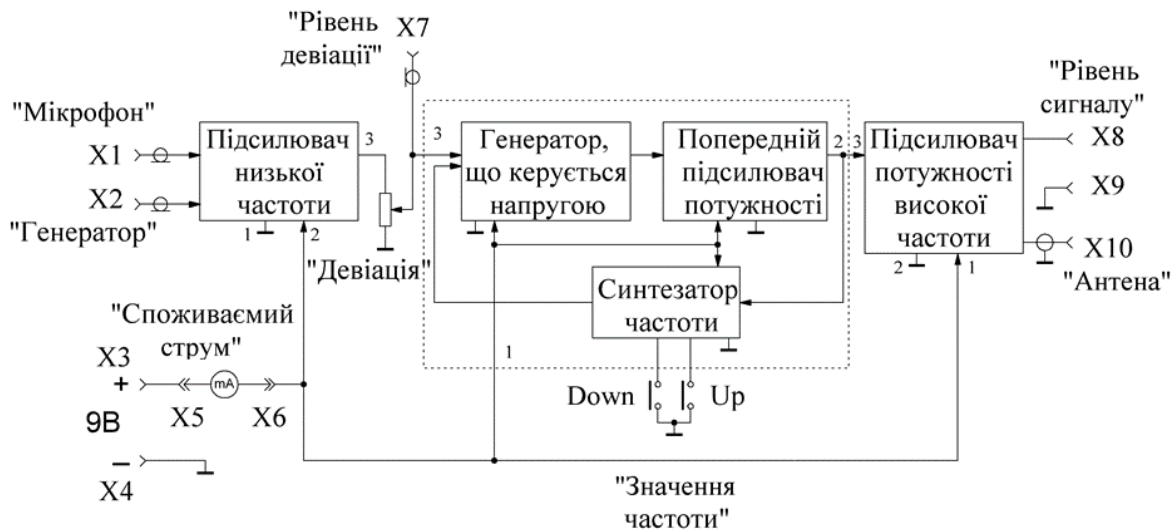 "Рівень
девіації"
X7
"Мікрофон"
X1
X2
"Генератор"
Підсилювач
низької
частоти
3
1
2
"Девіація"
3
Генератор,
що керується
напругою
Попередній
підсилювач
потужності
2
3
Підсилювач
потужності
високої
частоти
2
1
"Рівень
сигналу"
X8
X9
X10
"Антена"
Синтезатор
частоти
1
Down
Up
"Споживаємий
струм"
X3
+
mA
X5
X6
9В
–
X4
"Значення
частоти"